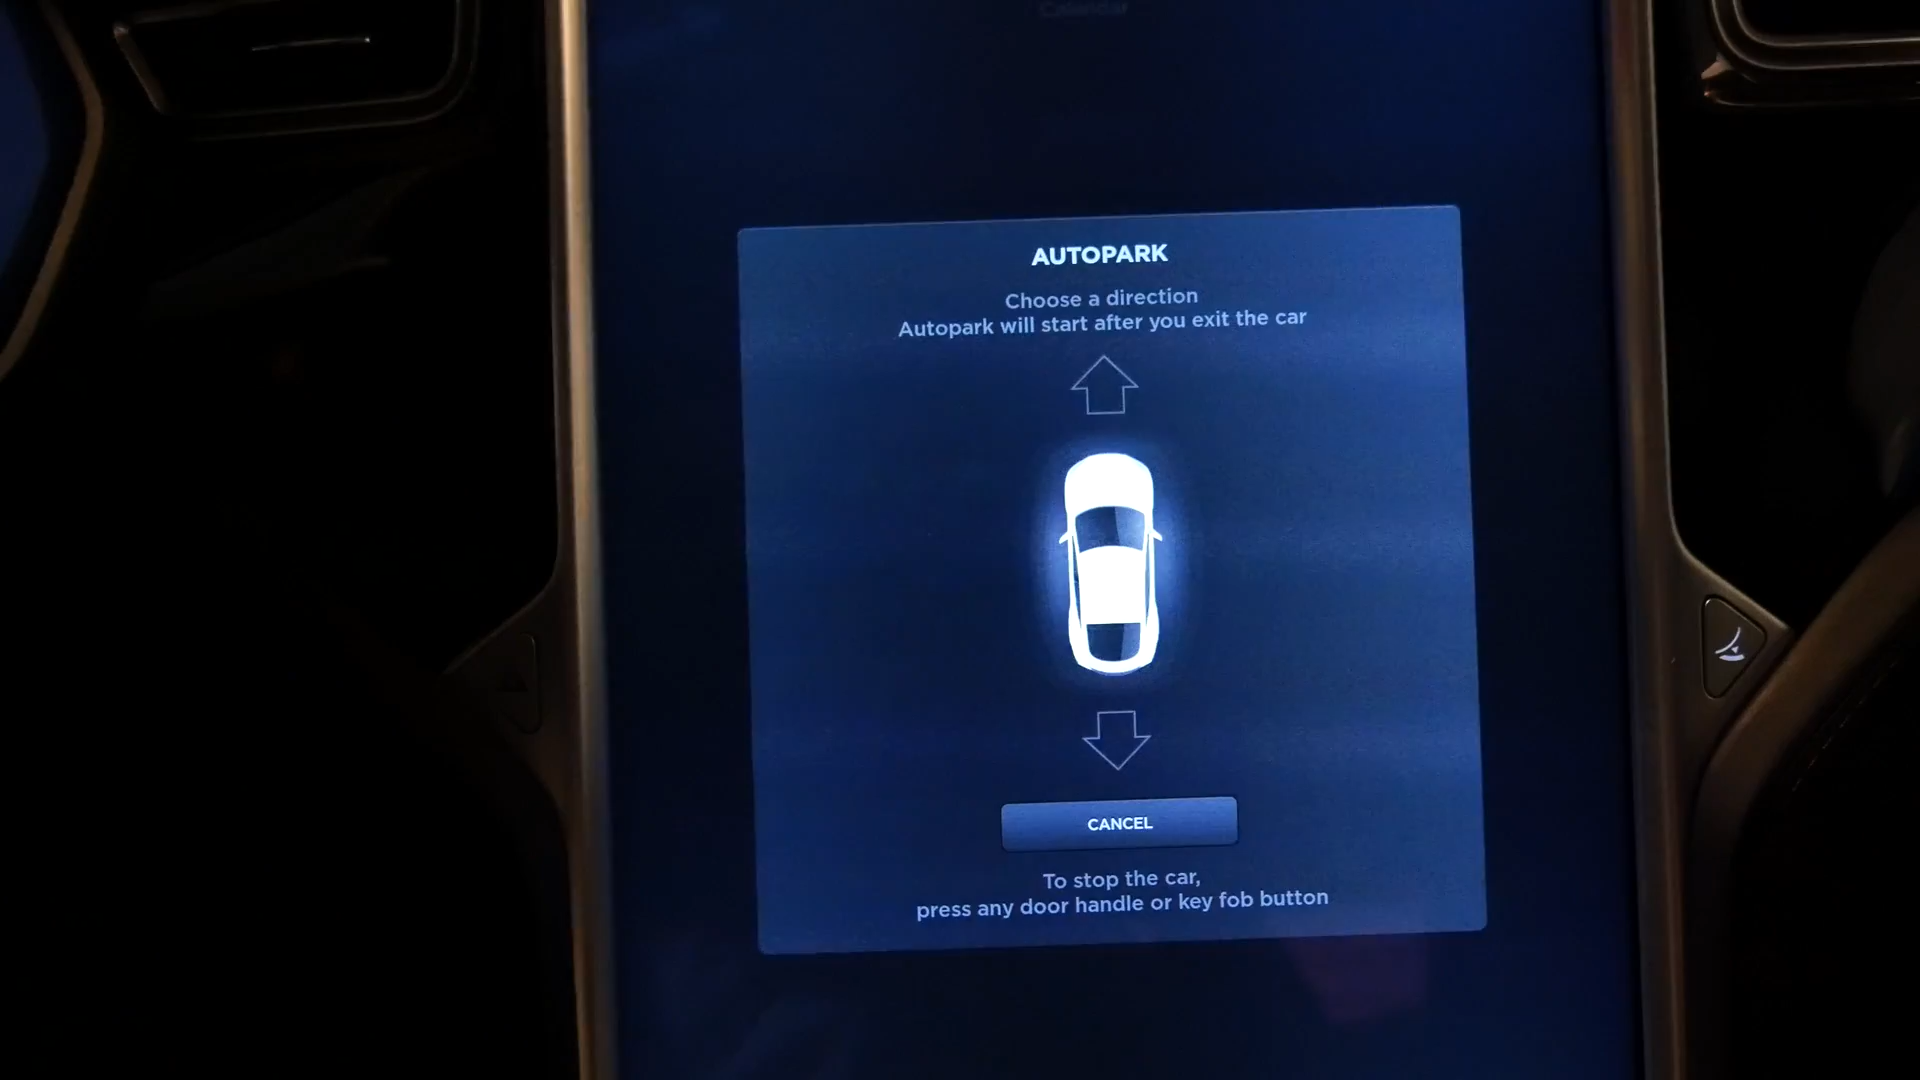 Calendar
AUTOPARK
Choose a direction
Autopark will start after you exit the car
CANCEL
To stop the car,
press any door handle or key fob button